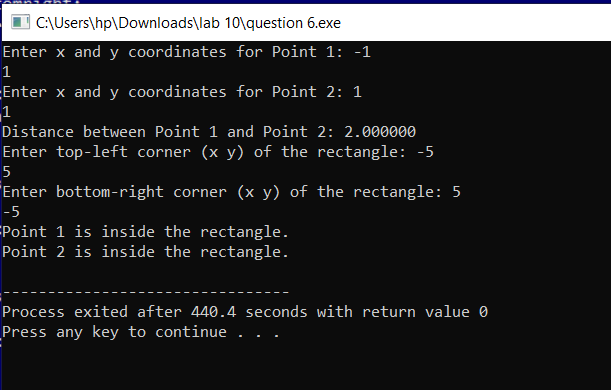 C:\Users\hp\Downloads\lab 10\question 6.exe
Enter x and y coordinates for Point 1: -1
1
Enter x and y coordinates for Point 2: 1
1
Distance between Point 1 and Point 2: 2.000000
Enter top-left corner (x y) of the rectangle: -5
5
Enter bottom-right corner (x y) of the rectangle: 5
-5
Point 1 is inside the rectangle.
Point 2 is inside the rectangle.
--------------------------------
Process exited after 440.4 seconds with return value 0
Press any key to continue . . .